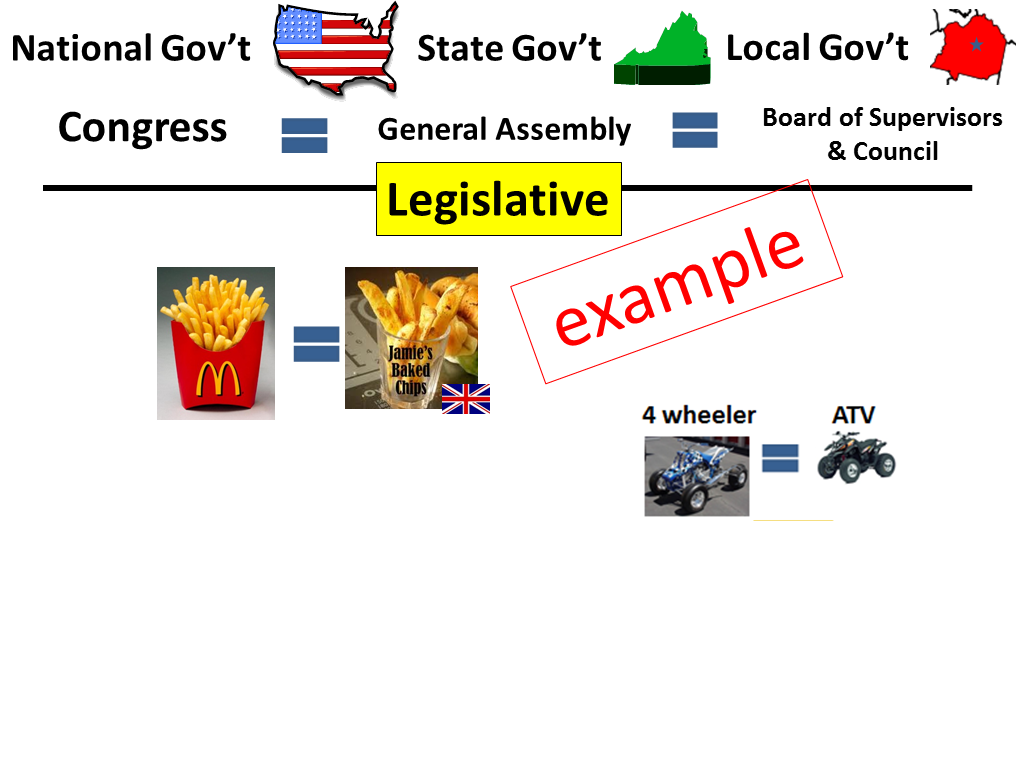 National Gov’t
State Gov’t
Local Gov’t
Congress
General Assembly
Board of Supervisors
& Council
Legislative
example
Jamie's
Baked
Chips
4 wheeler
ATV